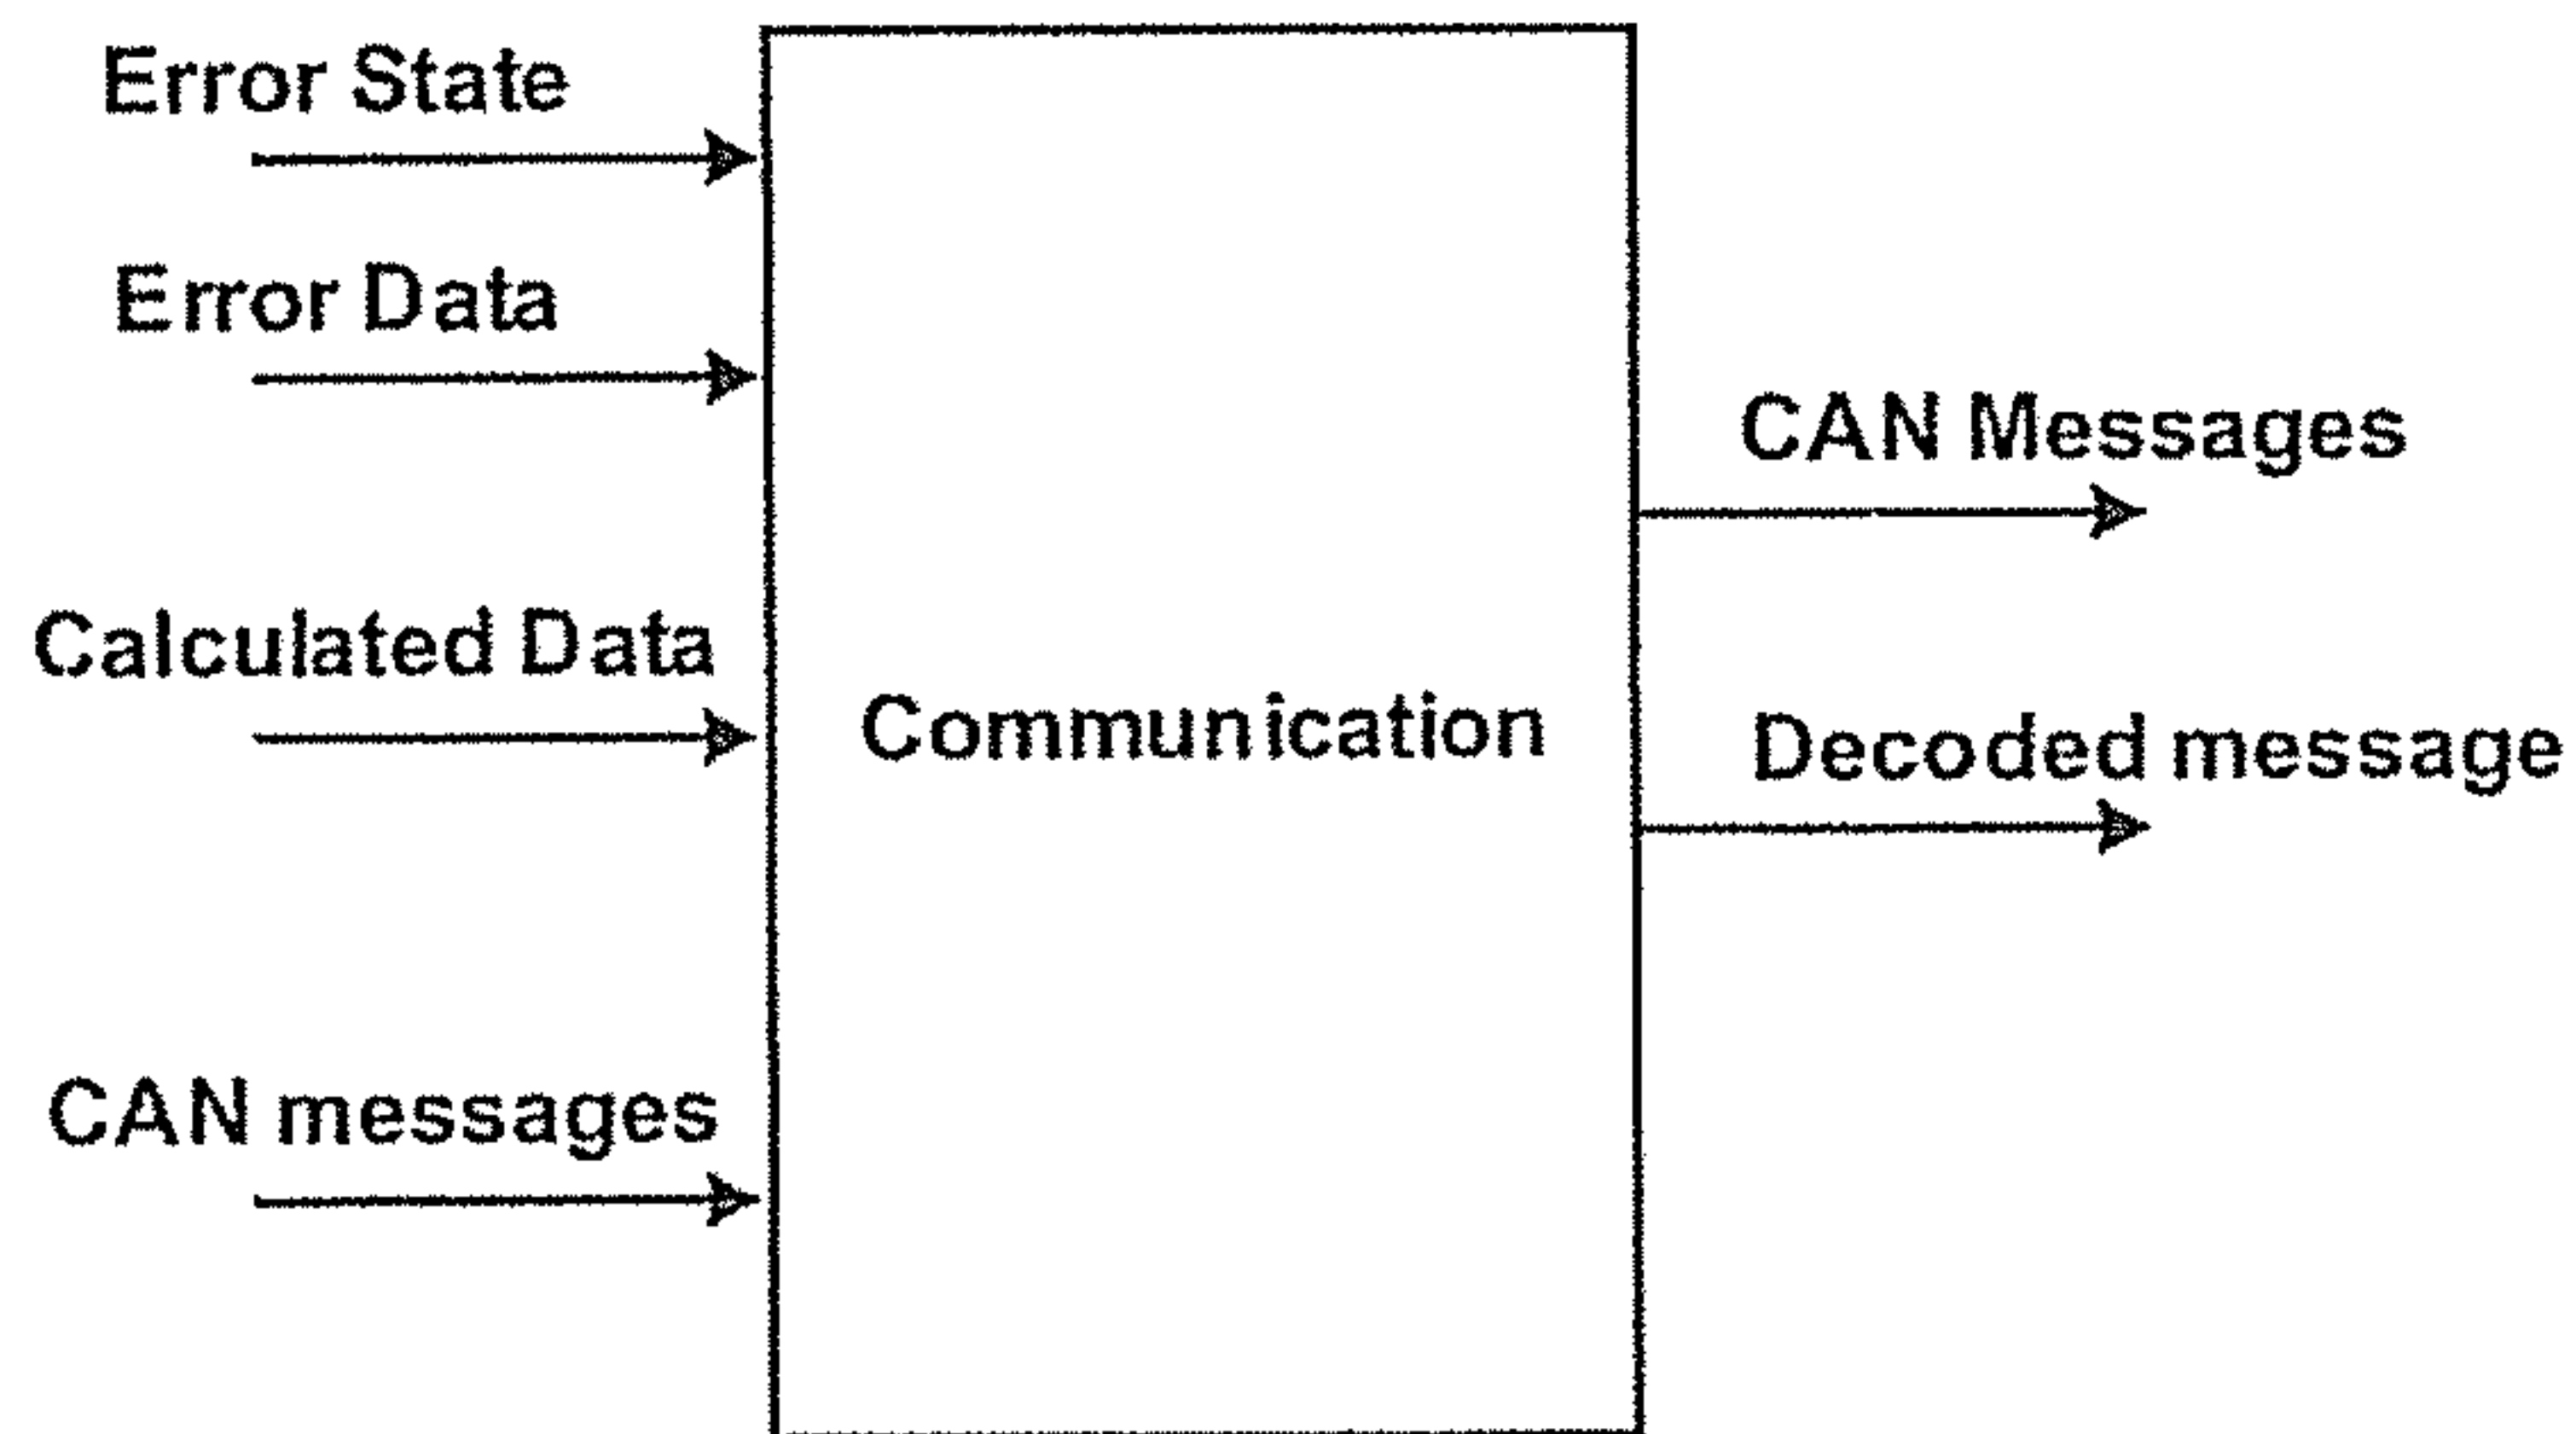 Error State
Error Data
Calculated Data
CAN messages
Communication
CAN Messages
Decoded message